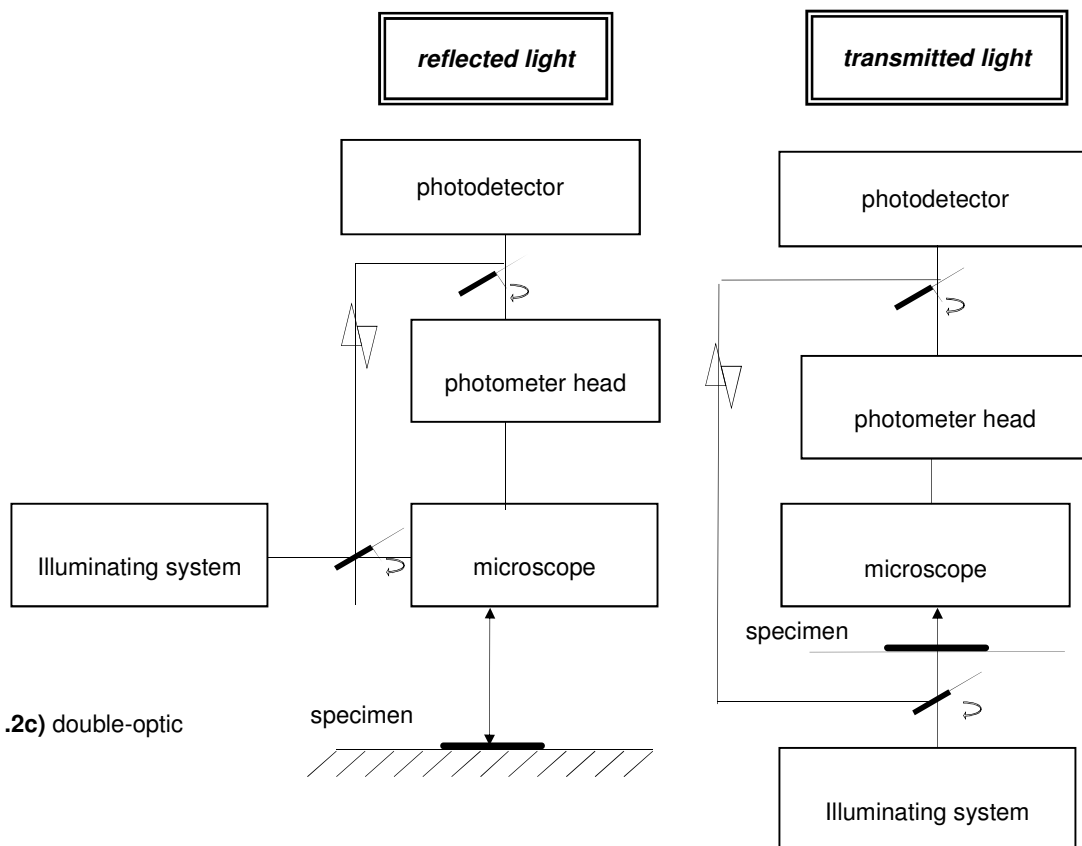 reflected light
transmitted light
photodetector
photodetector
photometer head
photometer head
Illuminating system
microscope
microscope
specimen
specimen
.2c) double-optic
Illuminating system